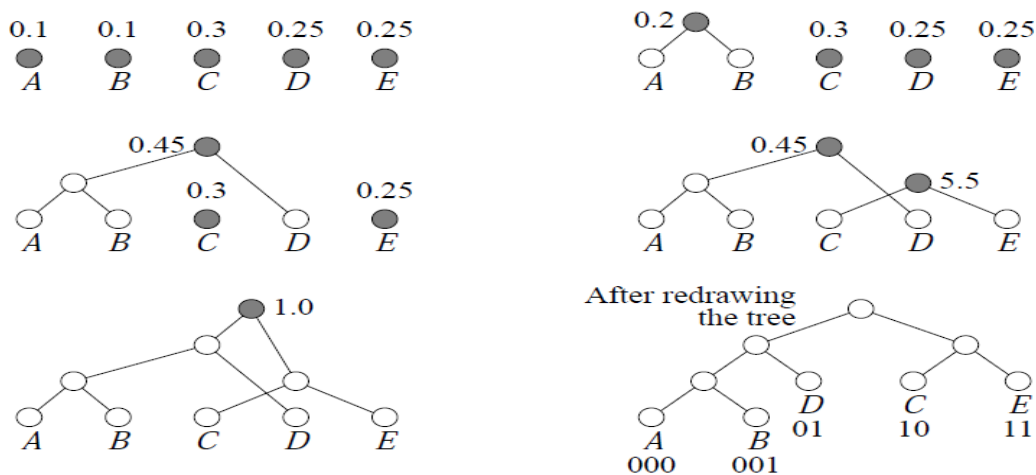 0.1 0.1 0.3 0.25 0.25
A B C D E
0.2
0.3 0.25 0.25
A B C D E
0.45
0.3 0.25
A B C D E
0.45
5.5
A B C D E
1.0
A B C D E
After redrawing
the tree
D C E
01 10 11
A B
000 001